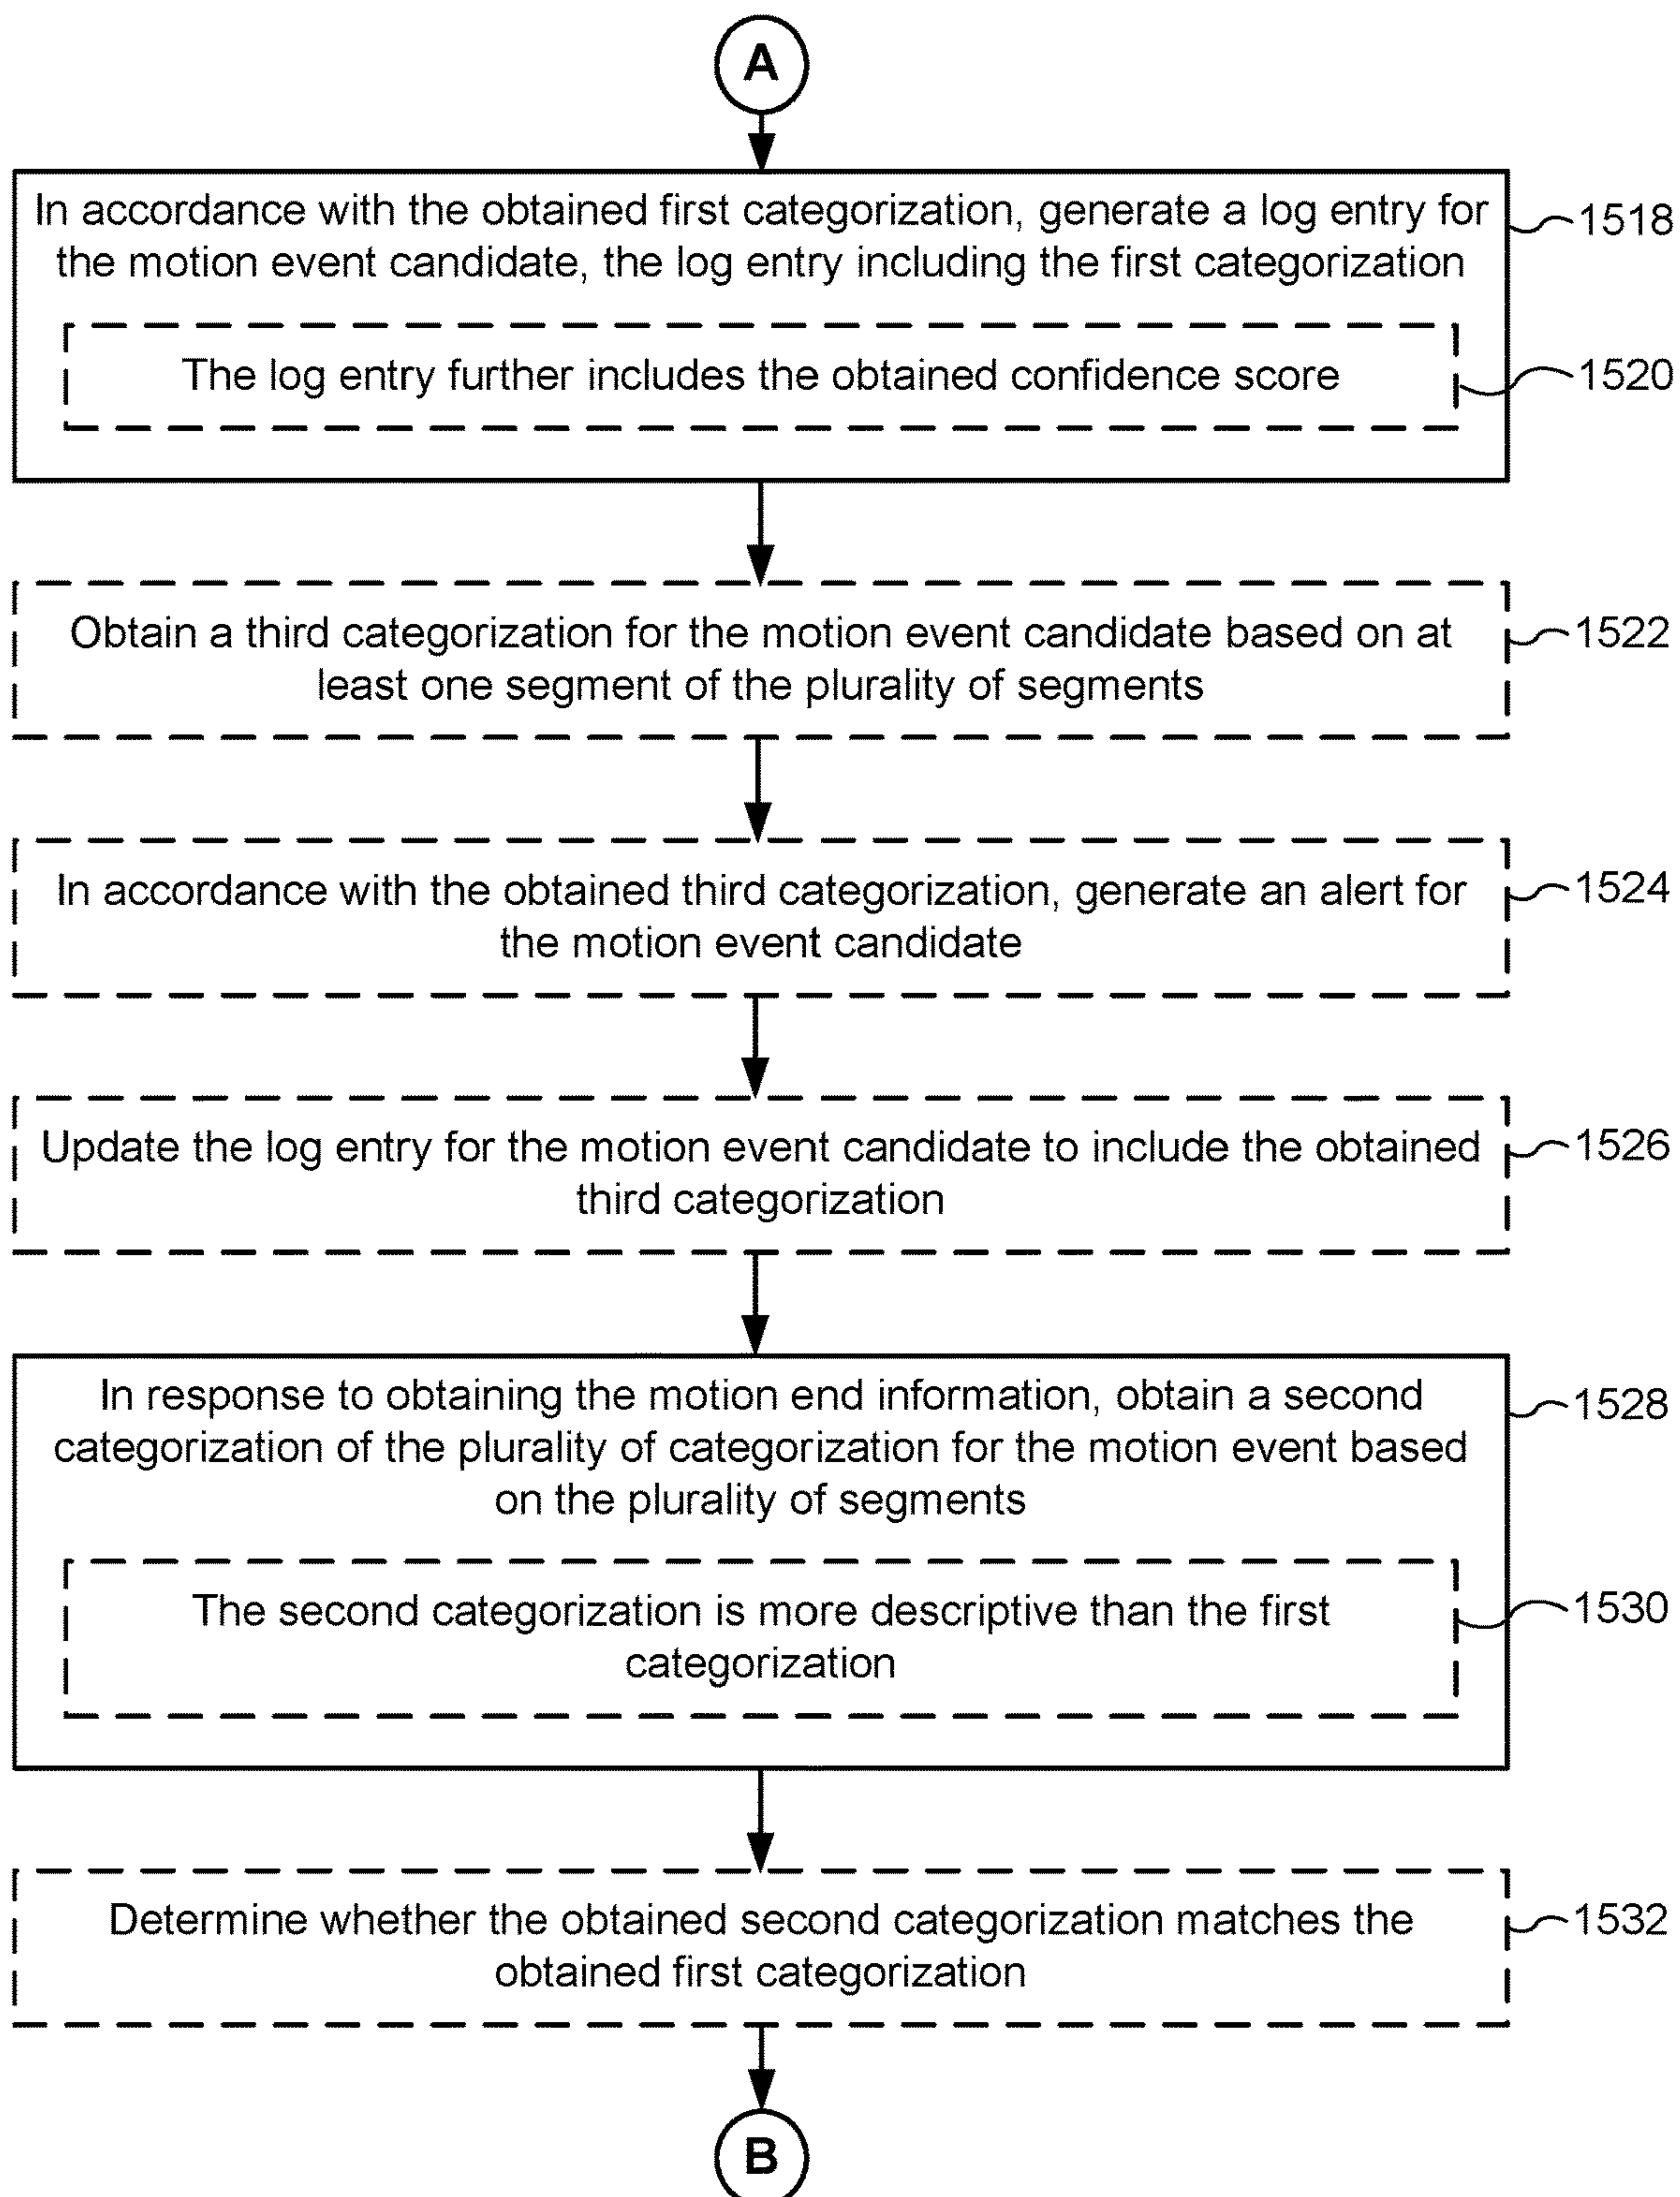 A
In accordance with the obtained first categorization, generate a log entry for
the motion event candidate, the log entry including the first categorization
1518
The log entry further includes the obtained confidence score
1520
Obtain a third categorization for the motion event candidate based on at
least one segment of the plurality of segments
1522
In accordance with the obtained third categorization, generate an alert for
the motion event candidate
1524
Update the log entry for the motion event candidate to include the obtained
third categorization
1526
In response to obtaining the motion end information, obtain a second
categorization of the plurality of categorization for the motion event based
on the plurality of segments
1528
The second categorization is more descriptive than the first
categorization
1530
Determine whether the obtained second categorization matches the
obtained first categorization
1532
B